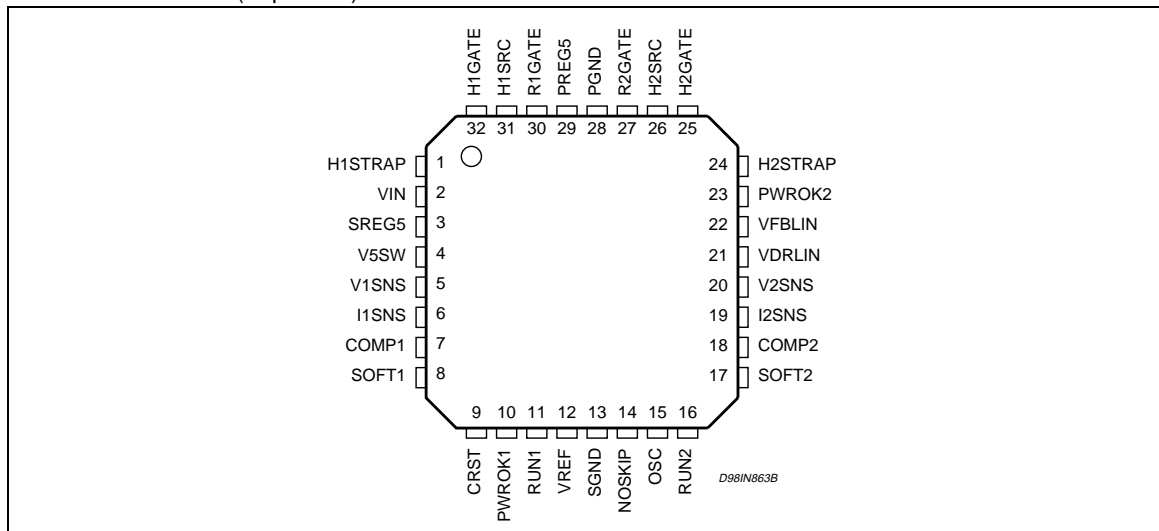 H1GATE
H1SRC
R1GATE
PREG5
PGND
R2GATE
H2SRC
H2GATE
32 31 30 29 28 27 26 25
H1STRAP 1 24 H2STRAP
VIN 2 23 PWROK2
SREG5 3 22 VFBLIN
V5SW 4 21 VDRLIN
V1SNS 5 20 V2SNS
I1SNS 6 19 I2SNS
COMP1 7 18 COMP2
SOFT1 8 17 SOFT2
9 10 11 12 13 14 15 16
CRST
PWROK1
RUN1
VREF
SGND
NOSKIP
OSC
RUN2
D98IN863B